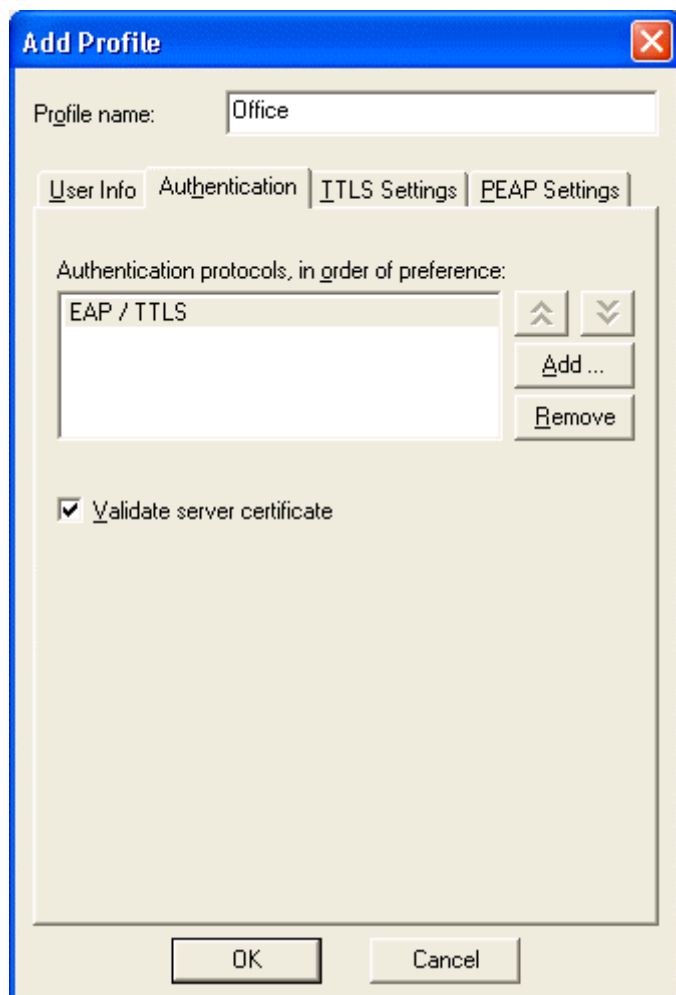 Add Profile
Profile name: Office
User Info Authentication TTLS Settings PEAP Settings
Authentication protocols, in order of preference:
EAP / TTLS
Add ...
Remove
Validate server certificate
OK Cancel